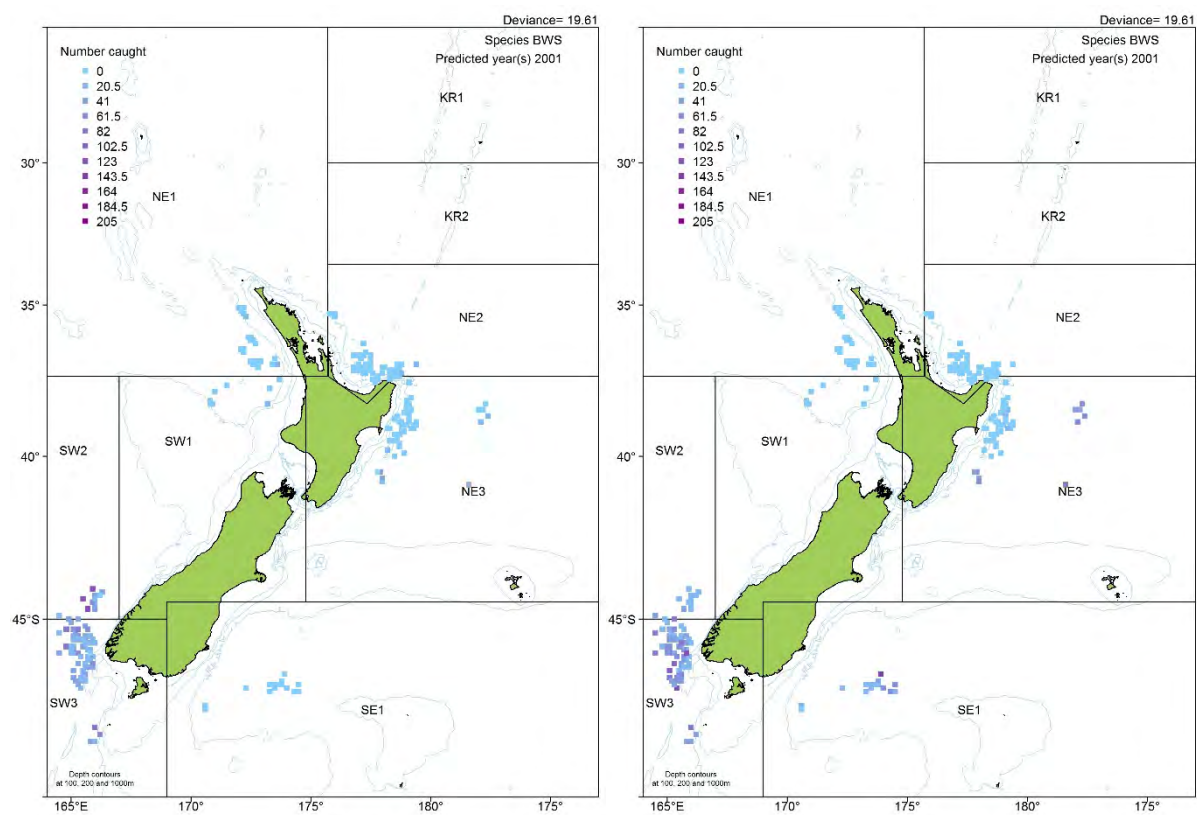 Deviance= 19.61
Species BWS
Predicted year(s) 2001
Number caught
0
20.5
41
61.5
82
102.5
123
143.5
164
184.5
205
KR1
30°
NE1
KR2
35°
NE2
SW2
SW1
40°
NE3
45°S
SW3
SE1
Depth contours
at 100, 200 and 1000m
165°E
170°
175°
180°
175°
Deviance= 19.61
Species BWS
Predicted year(s) 2001
Number caught
0
20.5
41
61.5
82
102.5
123
143.5
164
184.5
205
KR1
30°
NE1
KR2
35°
NE2
SW2
SW1
40°
NE3
45°S
SW3
SE1
Depth contours
at 100, 200 and 1000m
165°E
170°
175°
180°
175°